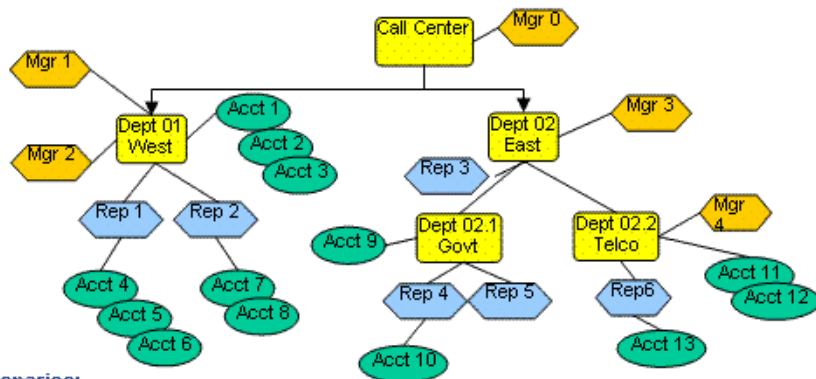 Call Center
Mgr 0
Mgr 1
Mgr 2
Dept 01
West
Acct 1
Acct 2
Acct 3
Dept 02
East
Mgr 3
Rep 3
Rep 1
Rep 2
Acct 9
Dept 02.1
Govt
Dept 02.2
Telco
Mgr
4
Acct 4
Acct 5
Acct 6
Acct 7
Acct 8
Rep 4
Rep 5
Rep6
Acct 11
Acct 12
Acct 10
Acct 13